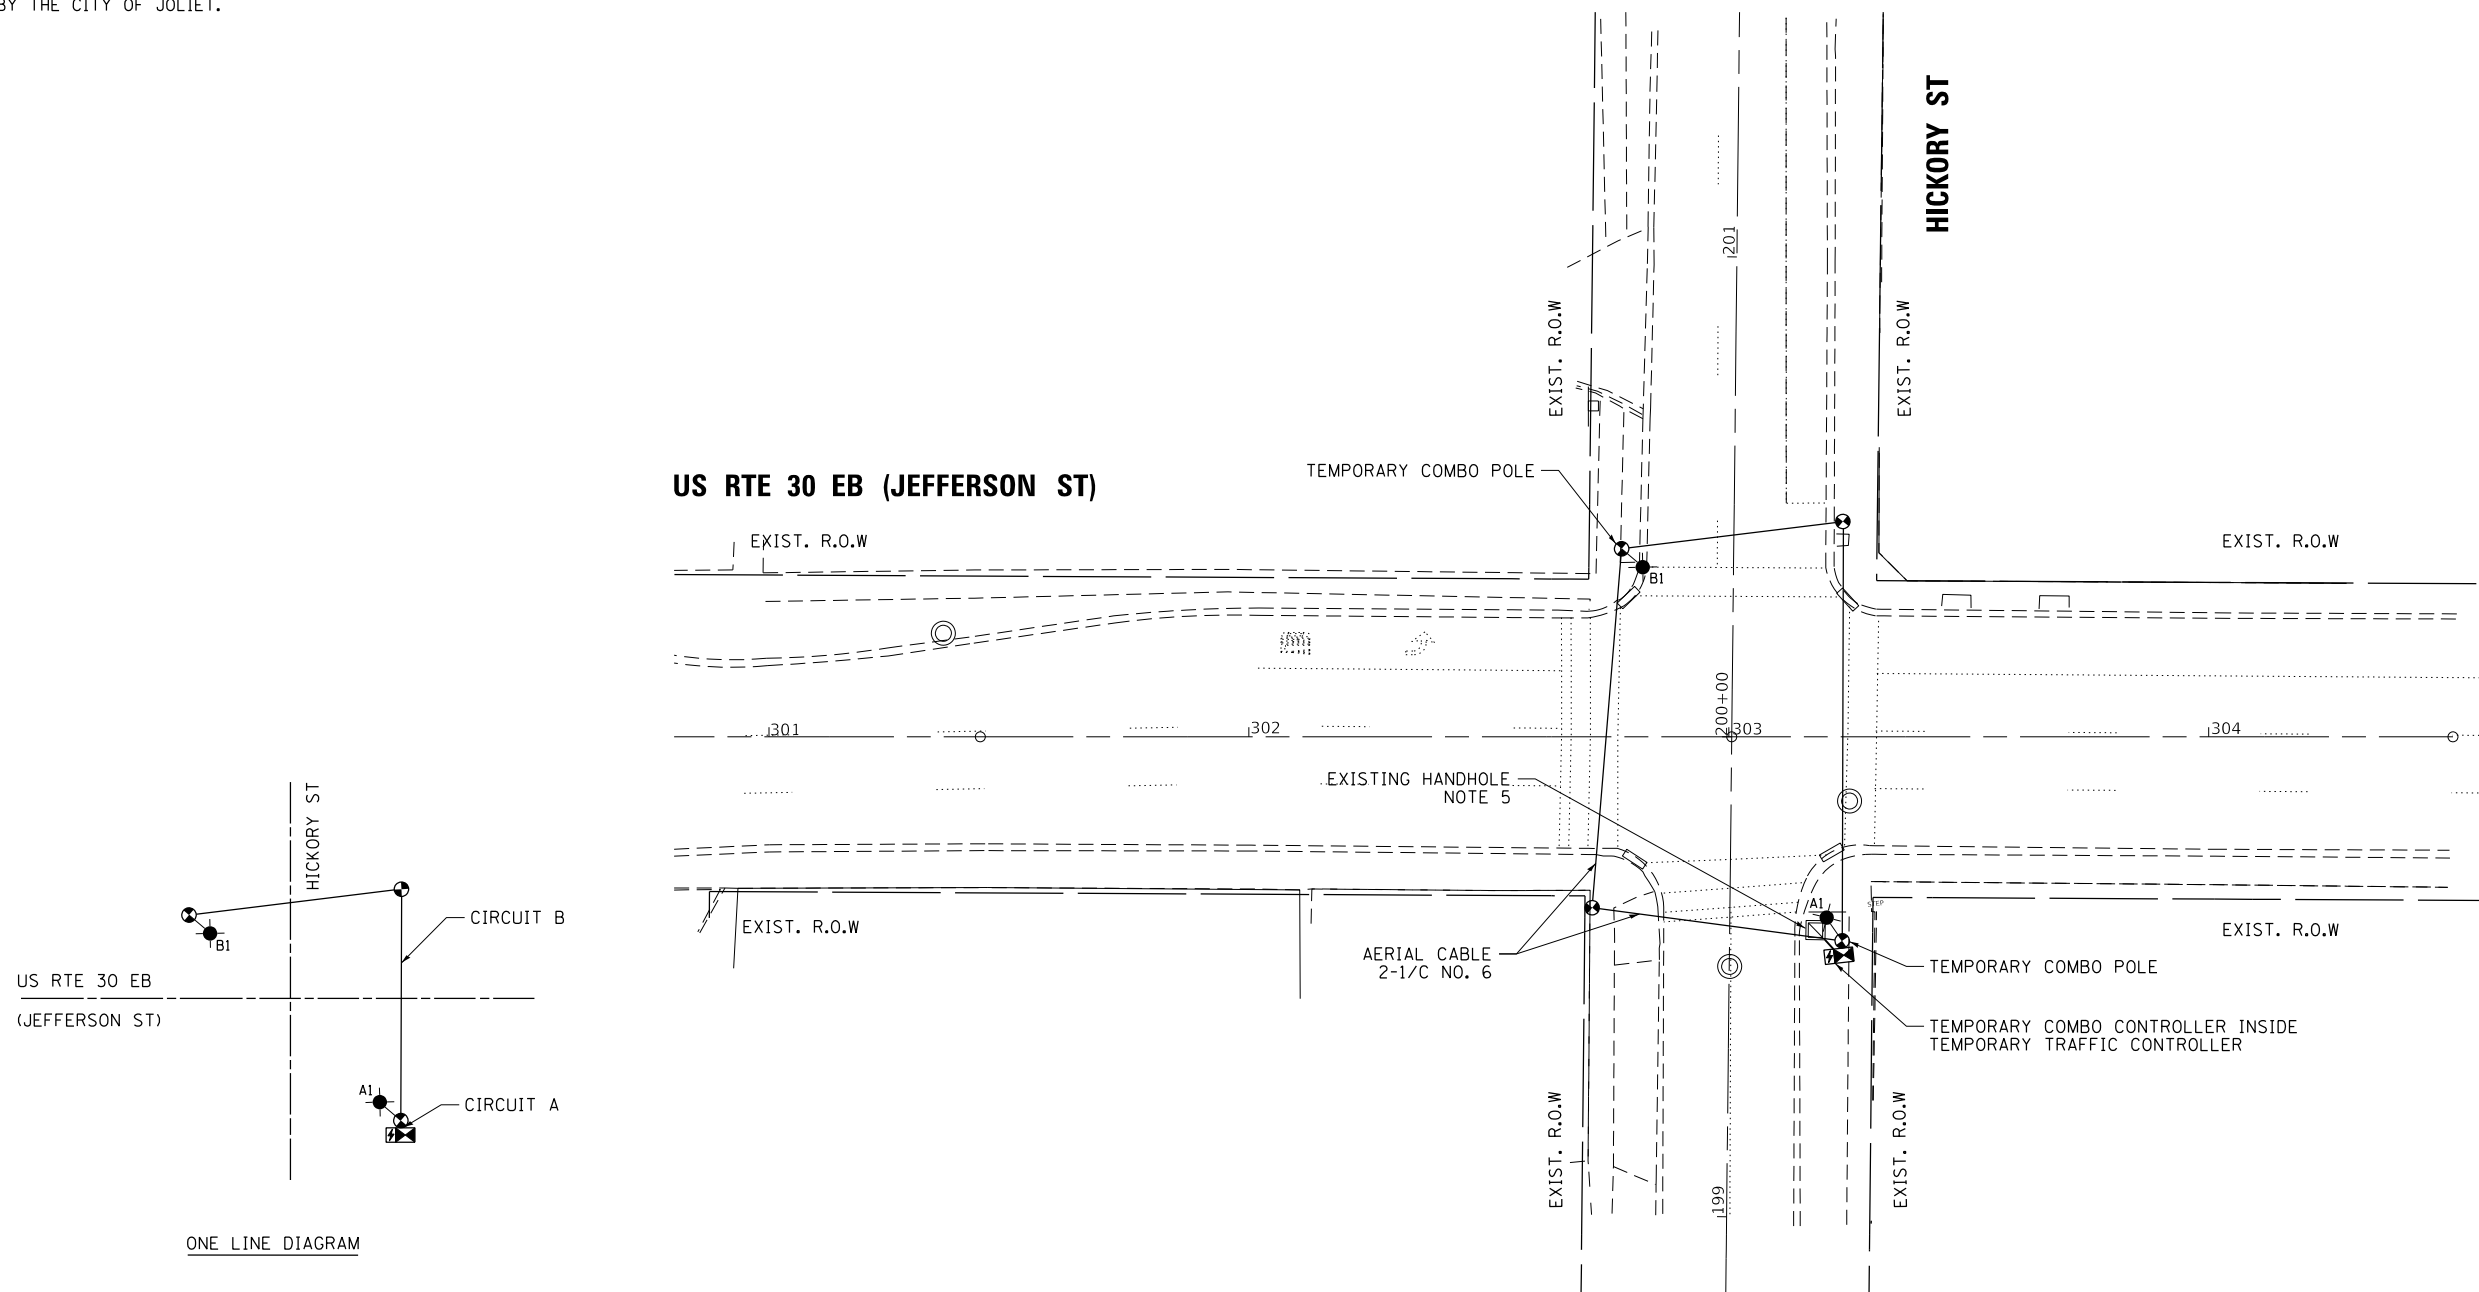 BY THE CITY OF JOLIET.
HICKORY ST
201
EXIST. R.O.W
EXIST. R.O.W
TEMPORARY COMBO POLE
US RTE 30 EB (JEFFERSON ST)
EXIST. R.O.W
EXIST. R.O.W
B1
200+00
301
302
303
304
EXISTING HANDHOLE
NOTE 5
HICKORY ST
A1
STEP
CIRCUIT B
EXIST. R.O.W
EXIST. R.O.W
B1
AERIAL CABLE
2-1/C NO. 6
TEMPORARY COMBO POLE
US RTE 30 EB
(JEFFERSON ST)
TEMPORARY COMBO CONTROLLER INSIDE
TEMPORARY TRAFFIC CONTROLLER
A1
CIRCUIT A
EXIST. R.O.W
EXIST. R.O.W
199
ONE LINE DIAGRAM